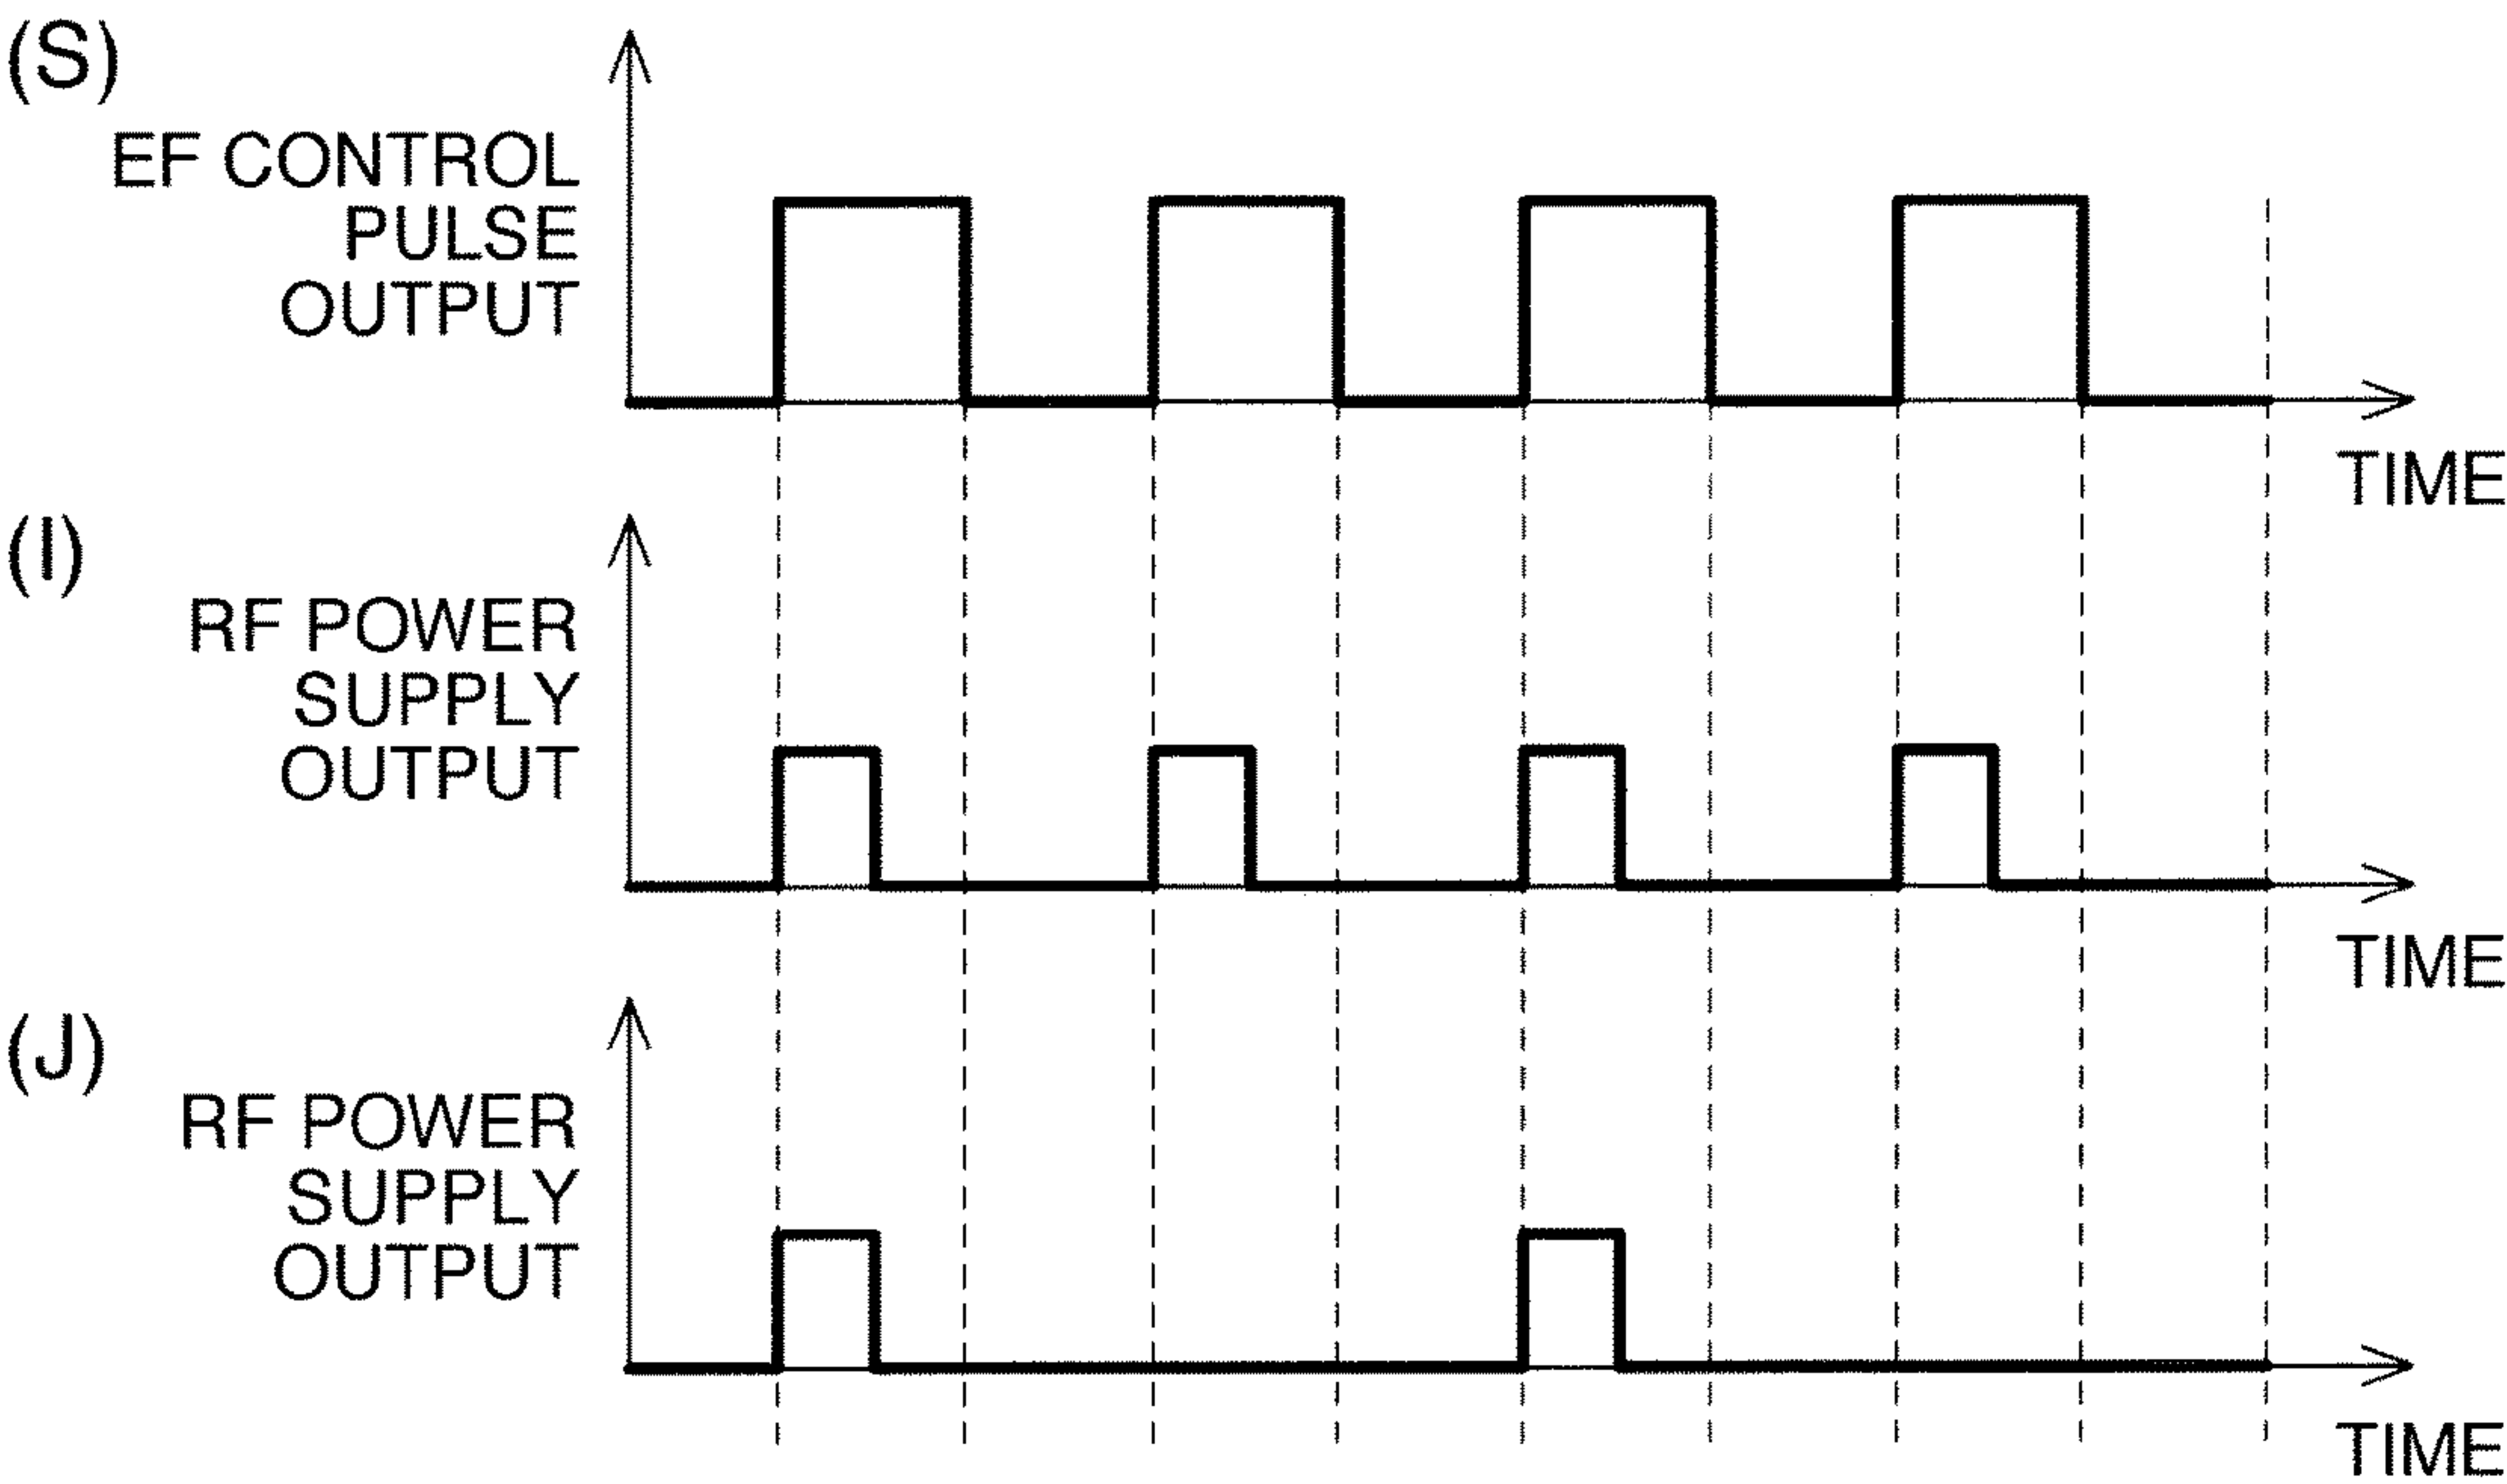 (S)
EF CONTROL
PULSE
OUTPUT
TIME
(I)
RF POWER
SUPPLY
OUTPUT
TIME
(J)
RF POWER
SUPPLY
OUTPUT
TIME